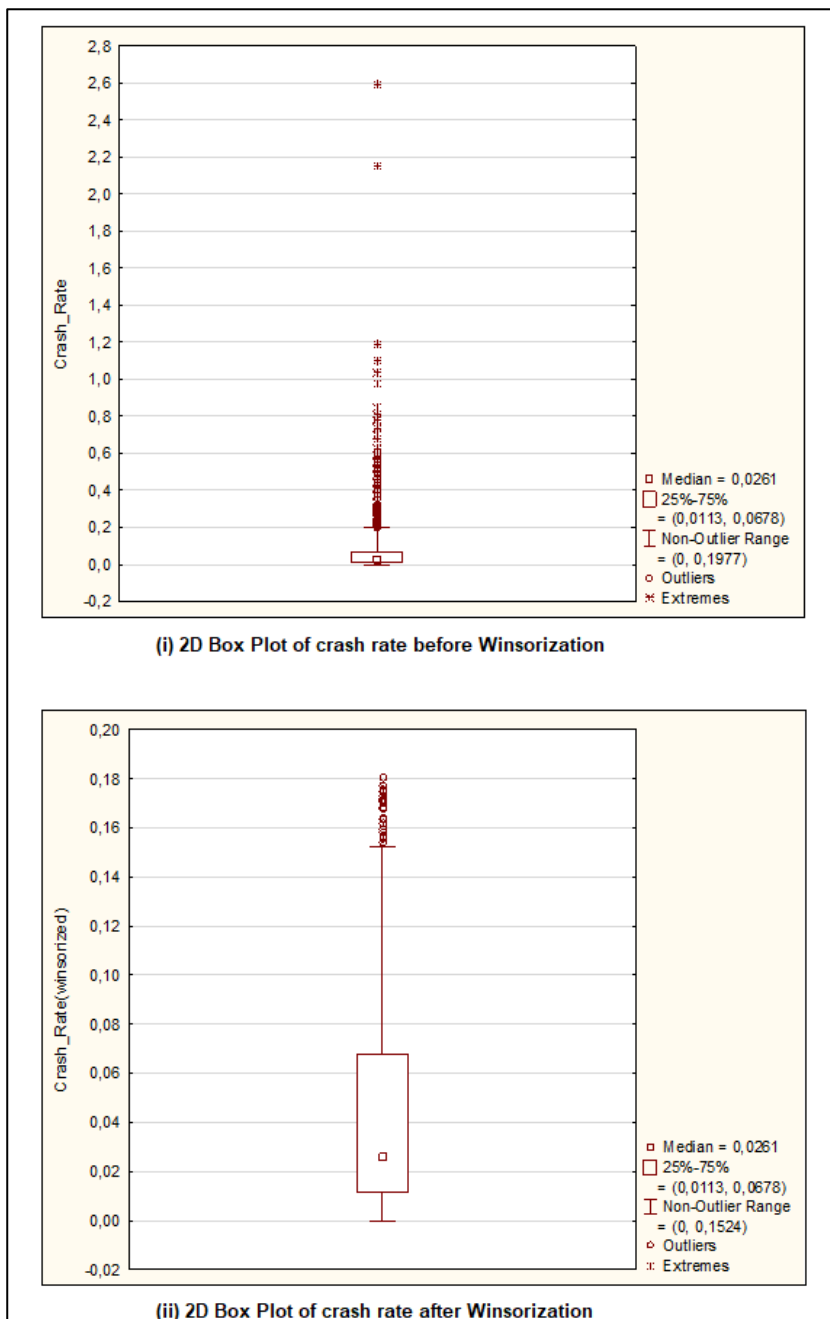 2,8
2,6
2,4
2,2
2,0
1,8
1,6
1,4
1,2
1,0
0,8
0,6
0,4
0,2
0,0
-0,2
Crash_Rate
Median = 0,0261
25%-75%
= (0,0113, 0,0678)
Non-Outlier Range
= (0, 0,1977)
Outliers
Extremes
(i) 2D Box Plot of crash rate before Winsorization
0,20
0,18
0,16
0,14
0,12
0,10
0,08
0,06
0,04
0,02
0,00
-0,02
Crash_Rate(winsorized)
Median = 0,0261
25%-75%
= (0,0113, 0,0678)
Non-Outlier Range
= (0, 0,1524)
Outliers
Extremes
(ii) 2D Box Plot of crash rate after Winsorization